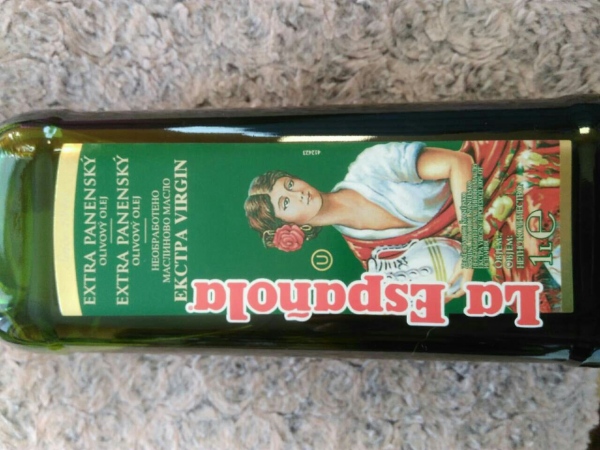 La Española
EXTRA PANENSKÝ
OLIVOVÝ OLEJ
EXTRA PANENSKÝ
OLIVOVÝ OLEJ
НЕОБРАБОТЕНО
МАСЛИНОВО МАСЛО
ЕКСТРА VIRGIN
U
1ℓ e